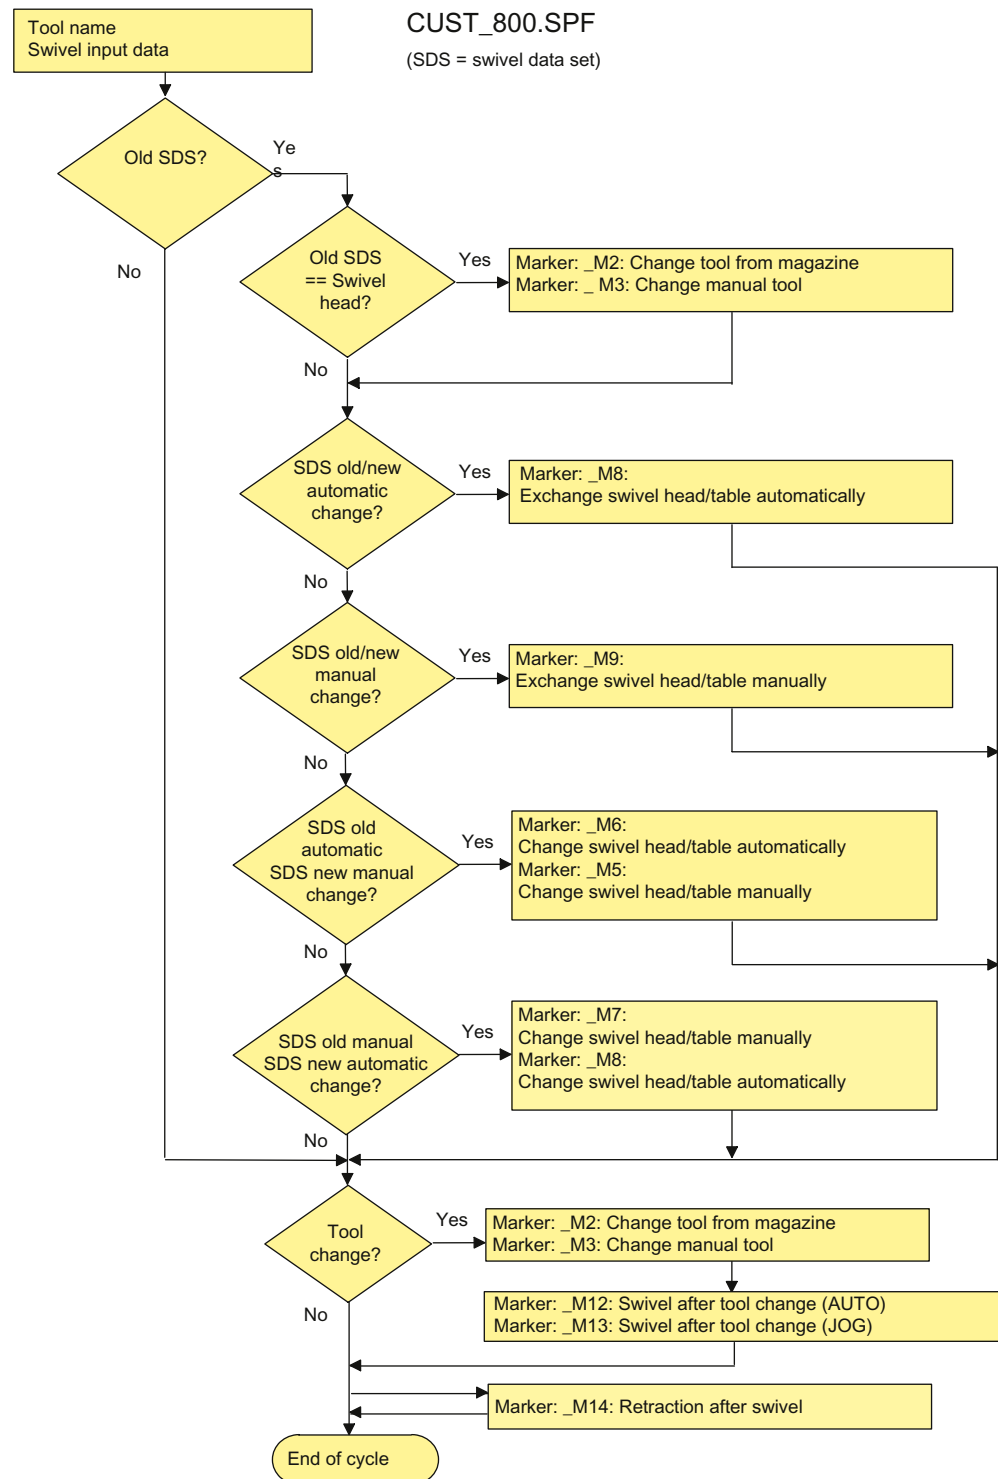 CUST_800.SPF
(SDS = swivel data set)
Tool name
Swivel input data
Old SDS?
Ye
s
No
Old SDS
== Swivel
head?
Yes
Marker: _M2: Change tool from magazine
Marker: _ M3: Change manual tool
No
SDS old/new
automatic
change?
Yes
Marker: _M8:
Exchange swivel head/table automatically
No
SDS old/new
manual
change?
Yes
Marker: _M9:
Exchange swivel head/table manually
No
SDS old
automatic
SDS new manual
change?
Yes
Marker: _M6:
Change swivel head/table automatically
Marker: _M5:
Change swivel head/table manually
No
SDS old manual
SDS new automatic
change?
Yes
Marker: _M7:
Change swivel head/table manually
Marker: _M8:
Change swivel head/table automatically
No
Tool
change?
Yes
Marker: _M2: Change tool from magazine
Marker: _M3: Change manual tool
No
Marker: _M12: Swivel after tool change (AUTO)
Marker: _M13: Swivel after tool change (JOG)
Marker: _M14: Retraction after swivel
End of cycle